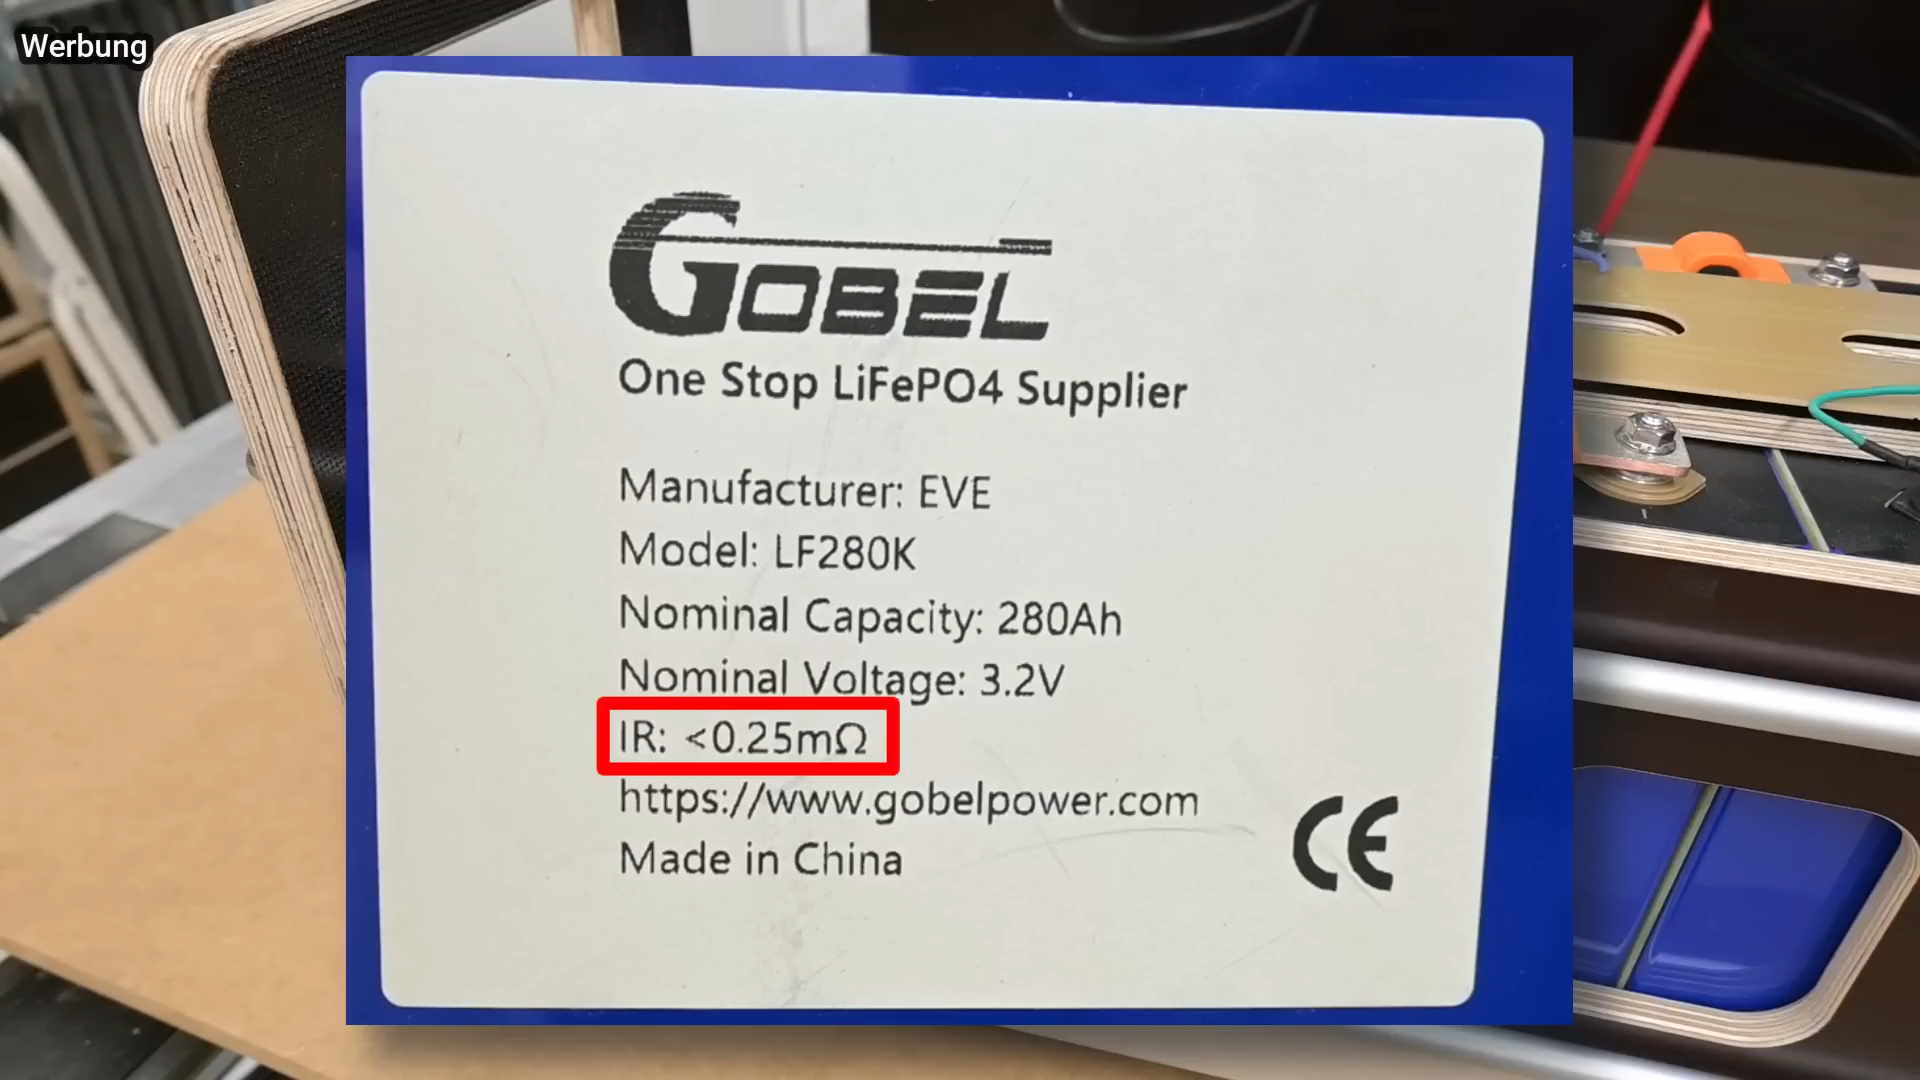 Werbung
GOBEL
One Stop LiFePO4 Supplier
Manufacturer: EVE
Model: LF280K
Nominal Capacity: 280Ah
Nominal Voltage: 3.2V
IR: <0.25mΩ
https://www.gobelpower.com
Made in China
CE